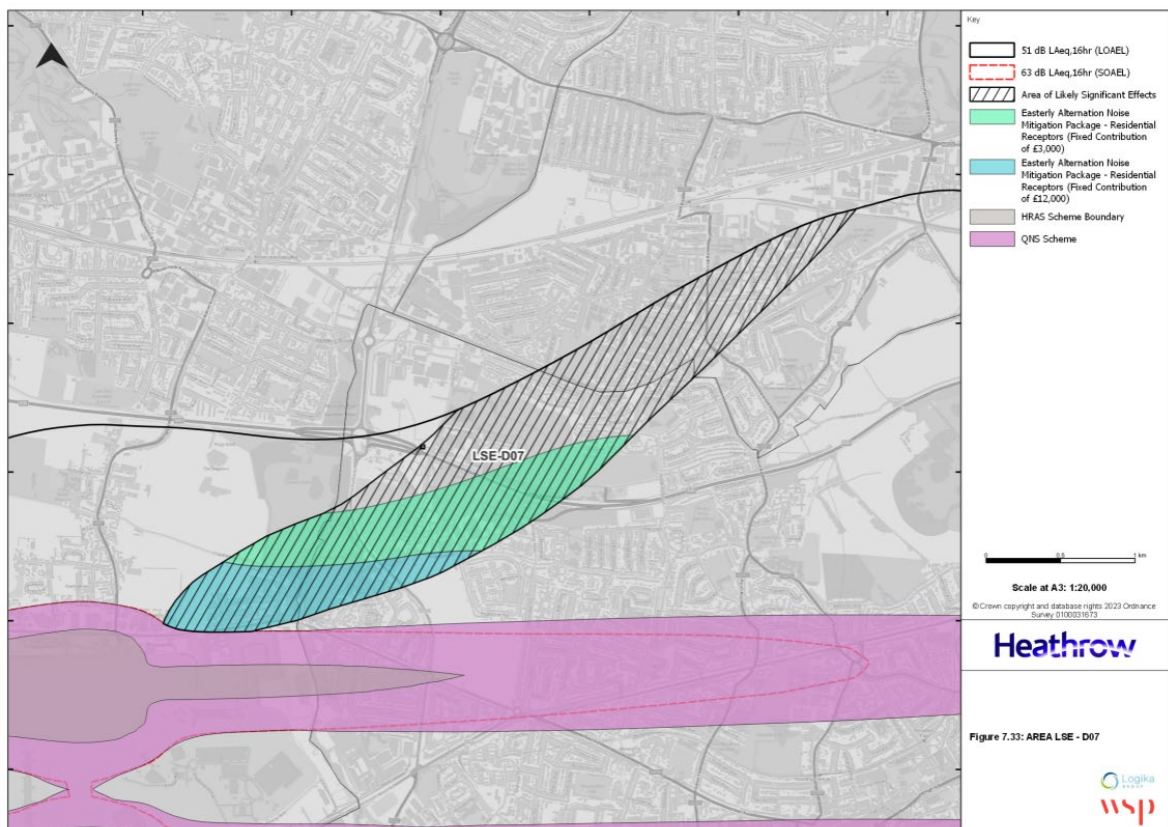 LSE-D07
Key
51 dB LAeq,16hr (LOAEL)
63 dB LAeq,16hr (SOAEL)
Area of Likely Significant Effects
Easterly Alternation Noise
Mitigation Package - Residential
Receptors (Fixed Contribution
of £3,000)
Easterly Alternation Noise
Mitigation Package - Residential
Receptors (Fixed Contribution
of £12,000)
HRAS Scheme Boundary
QNS Scheme
0
0.5
1
km
Scale at A3: 1:20,000
© Crown copyright and database rights 2023 Ordnance
Survey 0100031673
Heathrow
Figure 7.33: AREA LSE - D07
Logika
GROUP
wsp